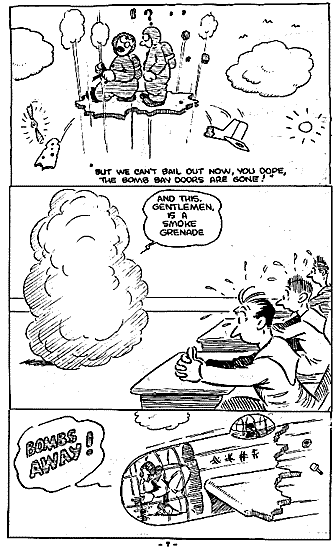 ! ? . .
"BUT WE CAN'T BAIL OUT NOW, YOU DOPE,
THE BOMB BAY DOORS ARE GONE!"
AND THIS,
GENTLEMEN,
IS A
SMOKE
GRENADE
BOMBS
AWAY!